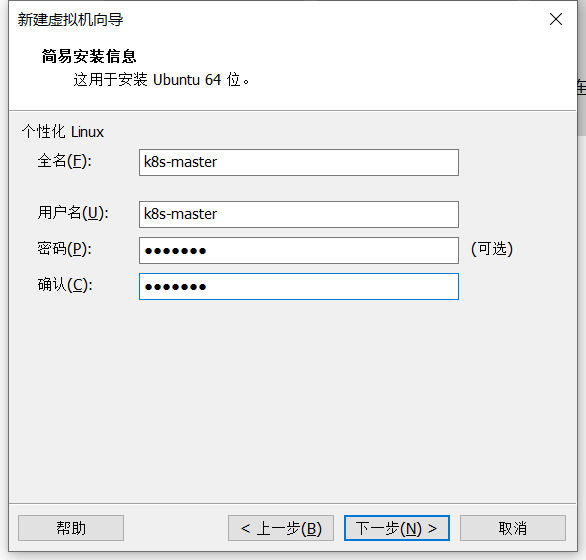 新建虚拟机向导
简易安装信息
这用于安装 Ubuntu 64 位。
个性化 Linux
全名(F): k8s-master
用户名(U): k8s-master
密码(P): ●●●●●●● (可选)
确认(C): ●●●●●●●
帮助 < 上一步(B) 下一步(N) > 取消